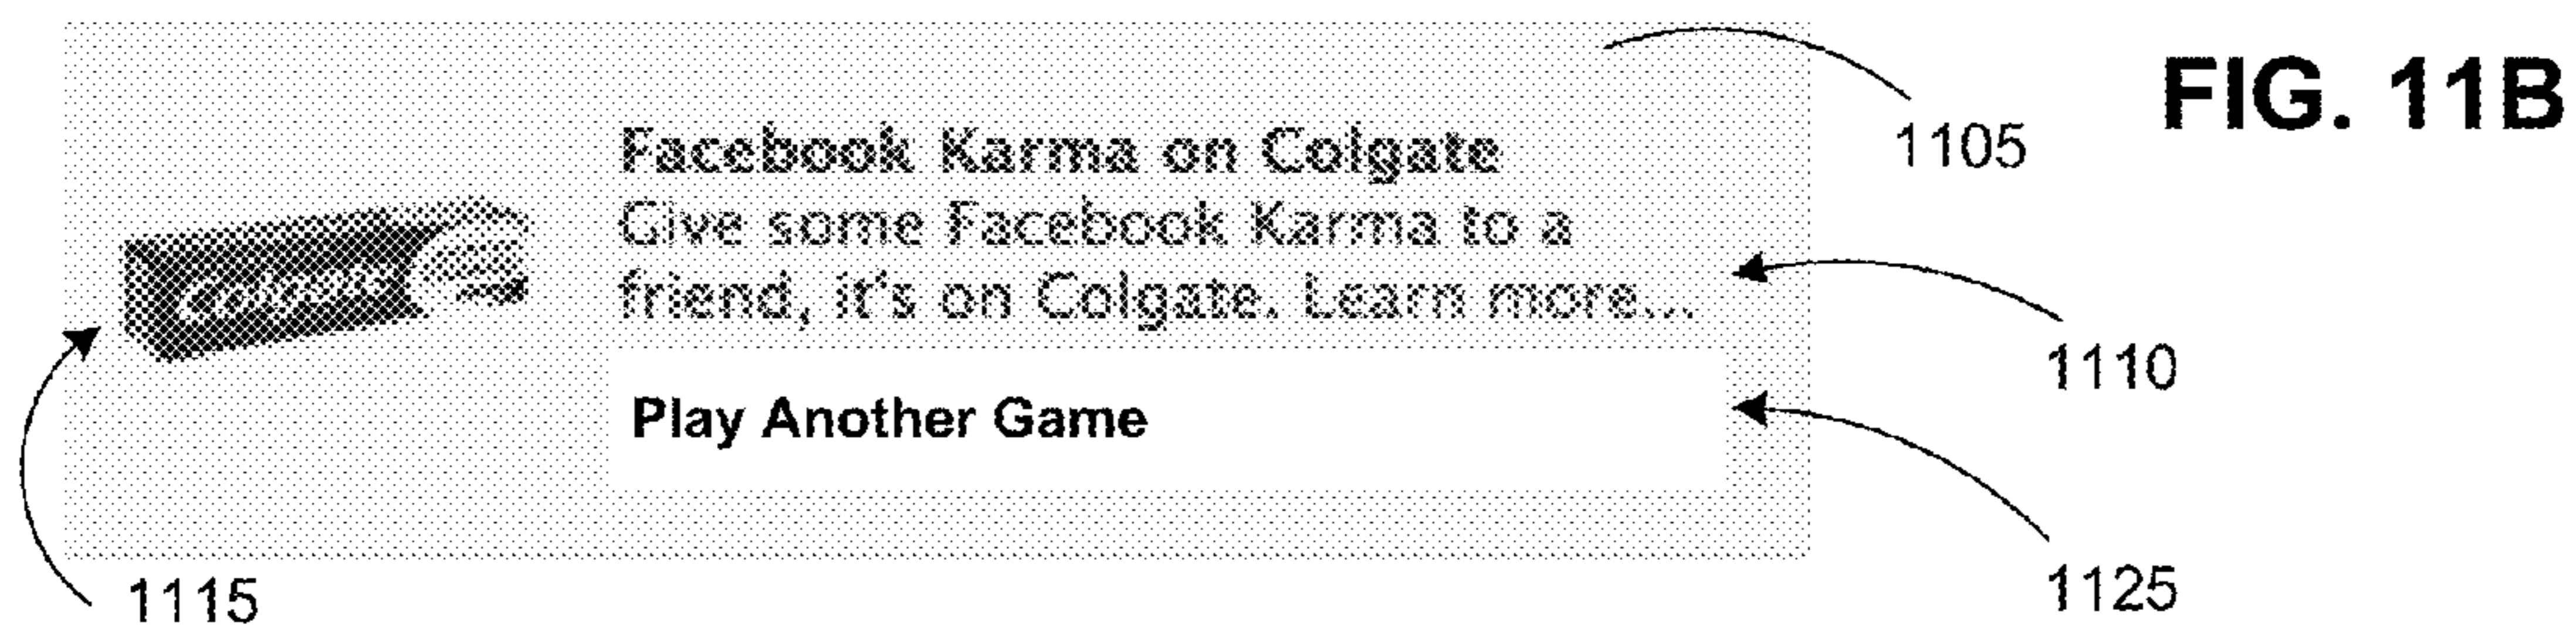 FIG. 11B
1105
Facebook Karma on Colgate
Give some Facebook Karma to a
friend, it's on Colgate. Learn more...
Colgate
1110
Play Another Game
1115
1125